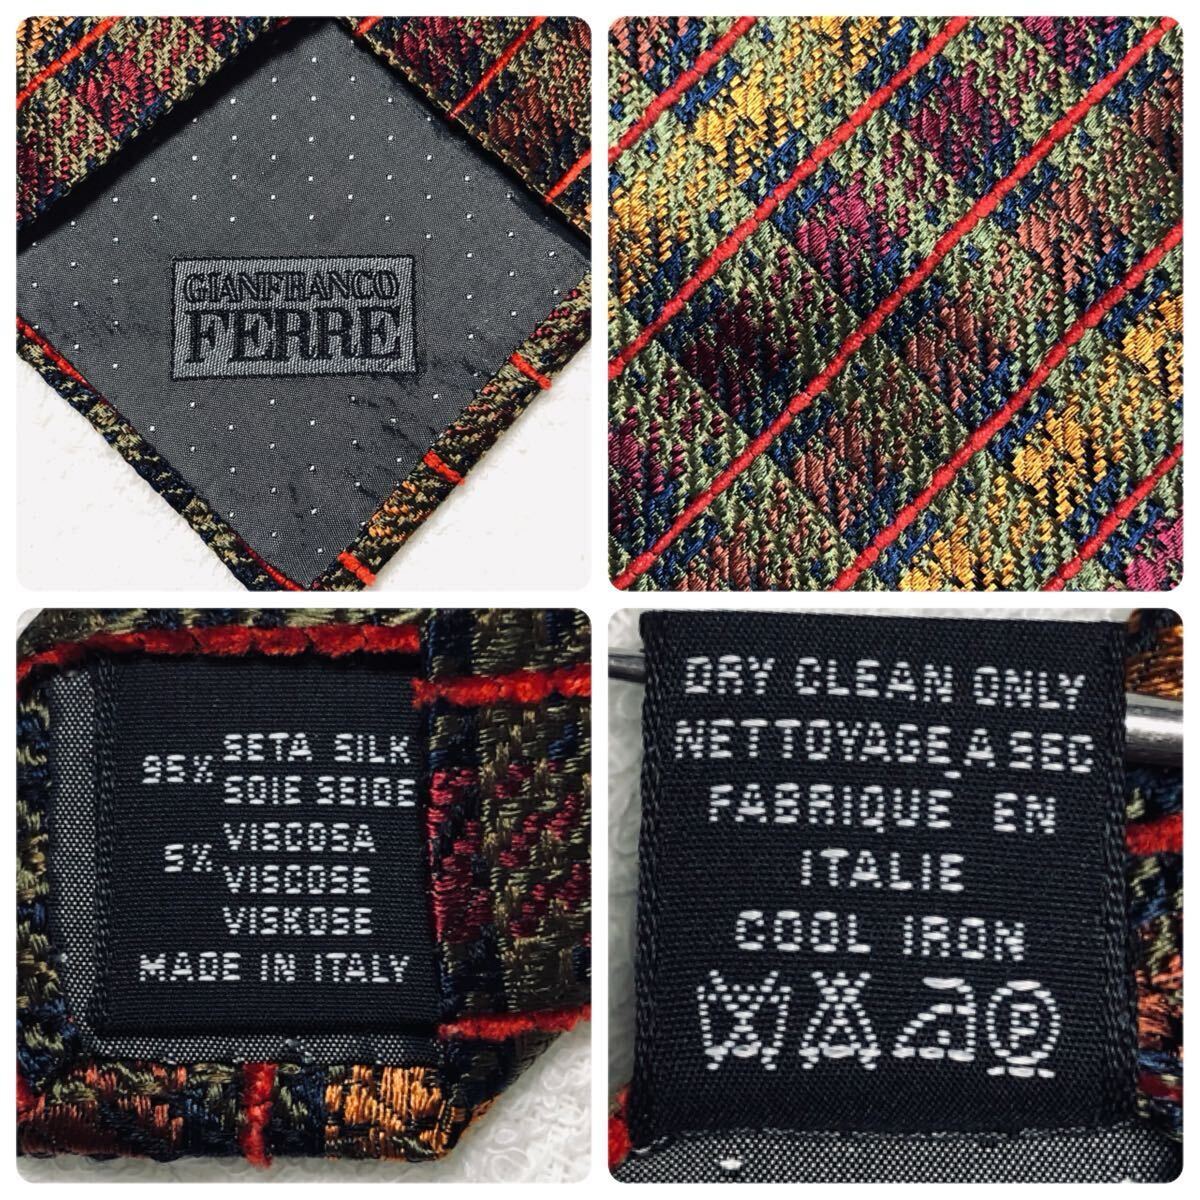 GIANFRANCO
FERRE
95% SETA SILK
SOIE SEIDE
5% VISCOSA
VISCOSE
VISKOSE
MADE IN ITALY
DRY CLEAN ONLY
NETTOYAGE A SEC
FABRIQUE EN
ITALIE
COOL IRON
P